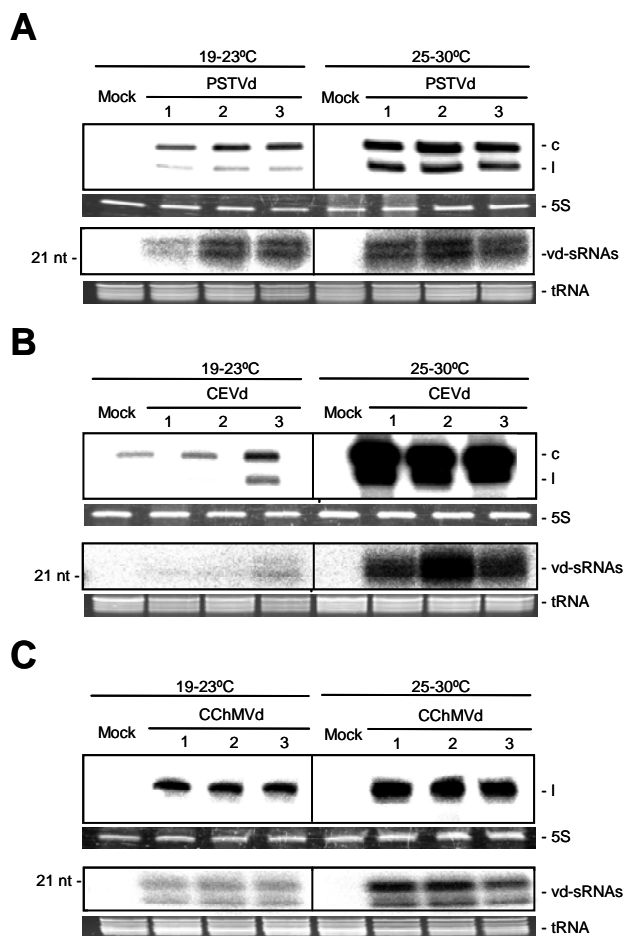 A
19-23ºC 25-30ºC
Mock PSTVd Mock PSTVd
1 2 3 1 2 3
- c
- l
- 5S
21 nt - -vd-sRNAs
- tRNA
B
19-23ºC 25-30ºC
Mock CEVd Mock CEVd
1 2 3 1 2 3
- c
- l
- 5S
21 nt - - vd-sRNAs
- tRNA
C
19-23ºC 25-30ºC
Mock CChMVd Mock CChMVd
1 2 3 1 2 3
- l
- 5S
21 nt - - vd-sRNAs
- tRNA